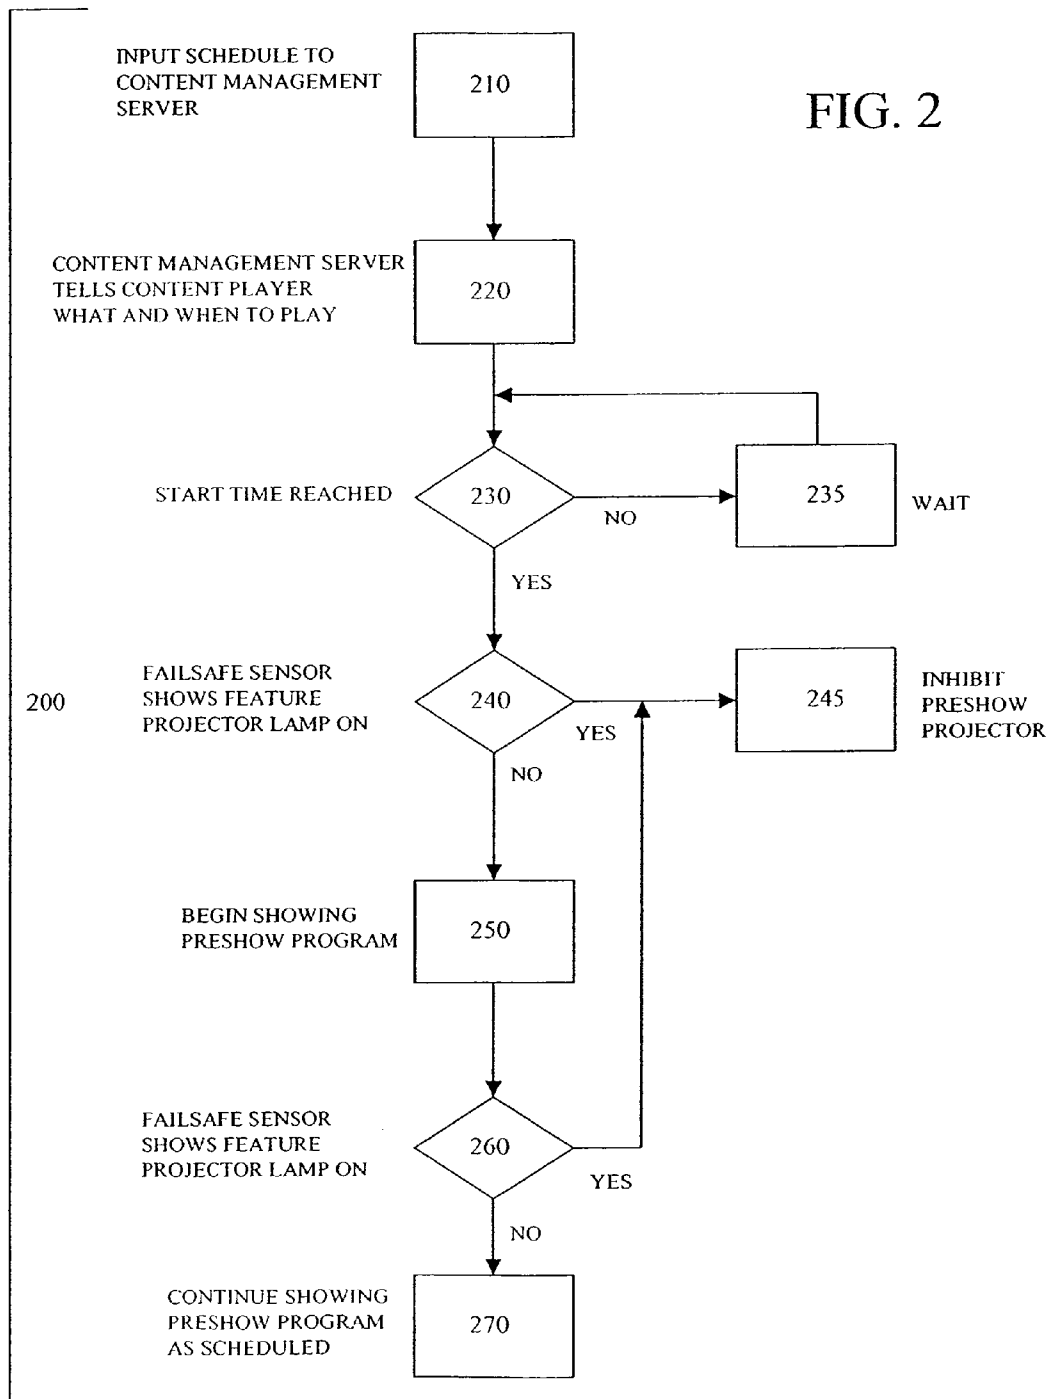 INPUT SCHEDULE TO
CONTENT MANAGEMENT
SERVER
210
FIG. 2
CONTENT MANAGEMENT SERVER
TELLS CONTENT PLAYER
WHAT AND WHEN TO PLAY
220
START TIME REACHED
230
NO
235
WAIT
YES
200
FAILSAFE SENSOR
SHOWS FEATURE
PROJECTOR LAMP ON
240
YES
245
INHIBIT
PRESHOW
PROJECTOR
NO
BEGIN SHOWING
PRESHOW PROGRAM
250
FAILSAFE SENSOR
SHOWS FEATURE
PROJECTOR LAMP ON
260
YES
NO
CONTINUE SHOWING
PRESHOW PROGRAM
AS SCHEDULED
270